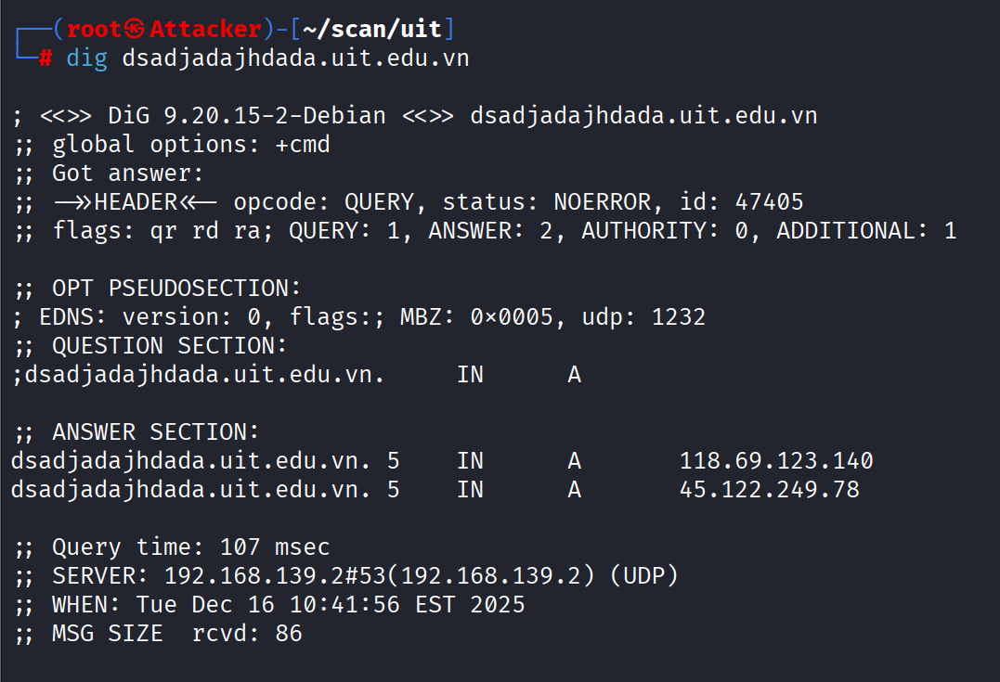 ┌──(root㉿Attacker)-[~/scan/uit]
└─# dig dsadjadajhdada.uit.edu.vn
; <<>> DiG 9.20.15-2-Debian <<>> dsadjadajhdada.uit.edu.vn
;; global options: +cmd
;; Got answer:
;; ->>HEADER<<- opcode: QUERY, status: NOERROR, id: 47405
;; flags: qr rd ra; QUERY: 1, ANSWER: 2, AUTHORITY: 0, ADDITIONAL: 1
;; OPT PSEUDOSECTION:
; EDNS: version: 0, flags:; MBZ: 0x0005, udp: 1232
;; QUESTION SECTION:
;dsadjadajhdada.uit.edu.vn. IN A
;; ANSWER SECTION:
dsadjadajhdada.uit.edu.vn. 5 IN A 118.69.123.140
dsadjadajhdada.uit.edu.vn. 5 IN A 45.122.249.78
;; Query time: 107 msec
;; SERVER: 192.168.139.2#53(192.168.139.2) (UDP)
;; WHEN: Tue Dec 16 10:41:56 EST 2025
;; MSG SIZE  rcvd: 86